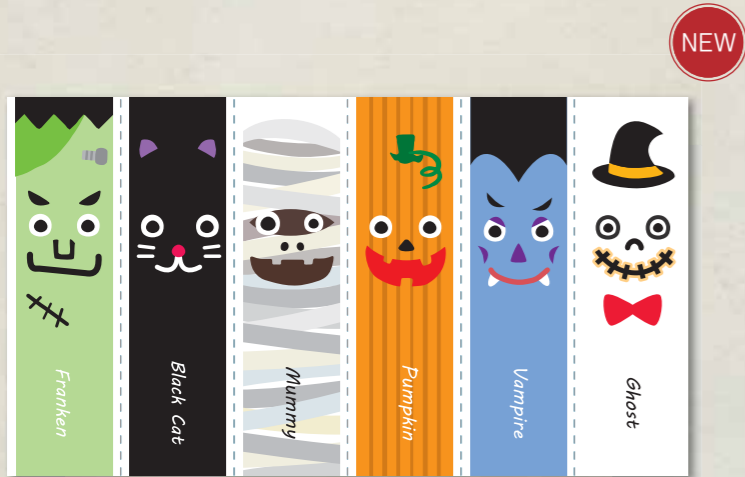 NEW
Franken
Black Cat
Mummy
Pumpkin
Vampire
Ghost